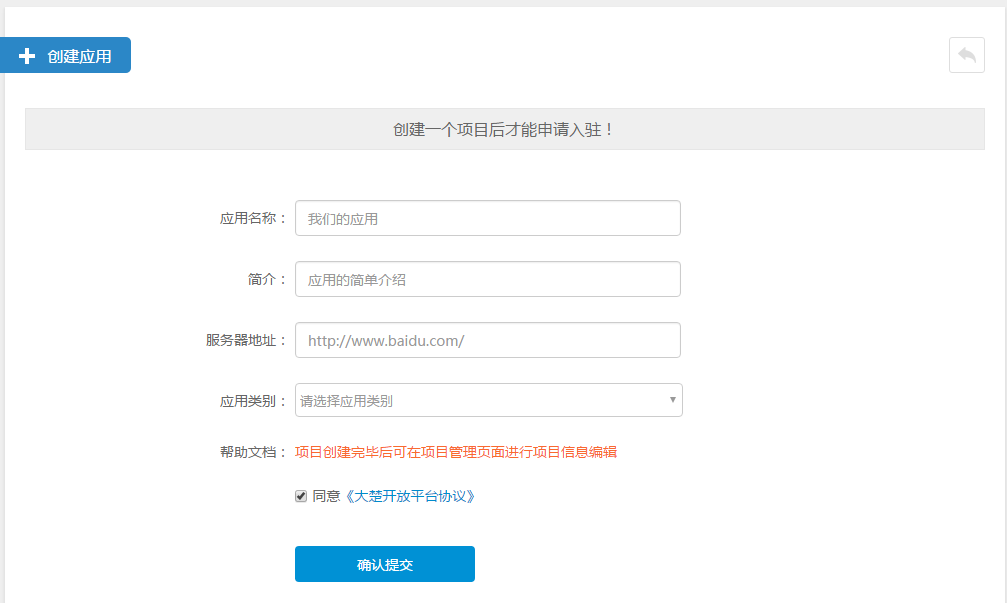 创建应用
创建一个项目后才能申请入驻！
应用名称： 我们的应用
简介： 应用的简单介绍
服务器地址： http://www.baidu.com/
应用类别： 请选择应用类别
帮助文档： 项目创建完毕后可在项目管理页面进行项目信息编辑
同意《大楚开放平台协议》
确认提交